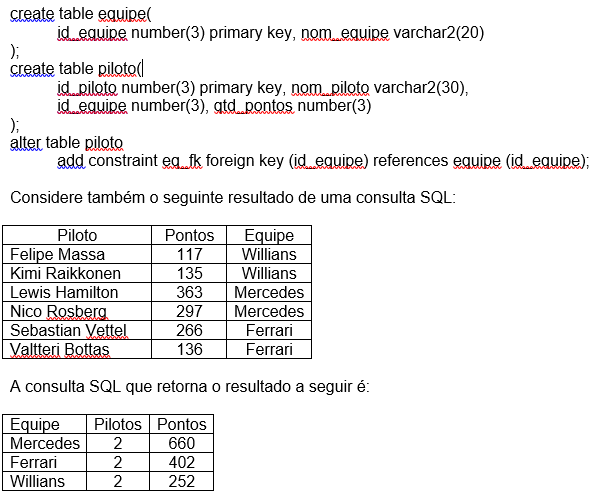 create table equipe(
id_equipe number(3) primary key, nom_equipe varchar2(20)
);
create table piloto(
id_piloto number(3) primary key, nom_piloto varchar2(30),
id_equipe number(3), qtd_pontos number(3)
);
alter table piloto
add constraint eq_fk foreign key (id_equipe) references equipe (id_equipe);
Considere também o seguinte resultado de uma consulta SQL:
Piloto Pontos Equipe
Felipe Massa 117 Willians
Kimi Raikkonen 135 Willians
Lewis Hamilton 363 Mercedes
Nico Rosberg 297 Mercedes
Sebastian Vettel 266 Ferrari
Valtteri Bottas 136 Ferrari
A consulta SQL que retorna o resultado a seguir é:
Equipe Pilotos Pontos
Mercedes 2 660
Ferrari 2 402
Willians 2 252